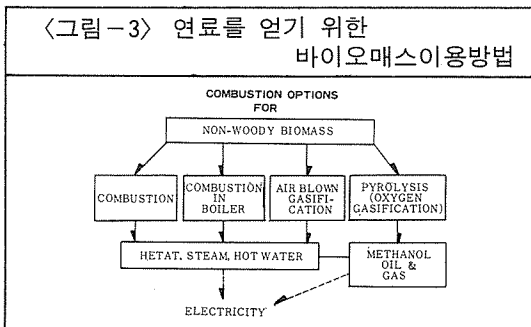 〈그림-3〉 연료를 얻기 위한
바이오매스이용방법
COMBUSTION OPTIONS
FOR
NON-WOODY BIOMASS
COMBUSTION
COMBUSTION
IN
BOILER
AIR BLOWN
GASIFI-
CATION
PYROLYSIS
(OXYGEN
GASIFICATION)
HETAT. STEAM, HOT WATER
METHANOL
OIL &
GAS
ELECTRICITY